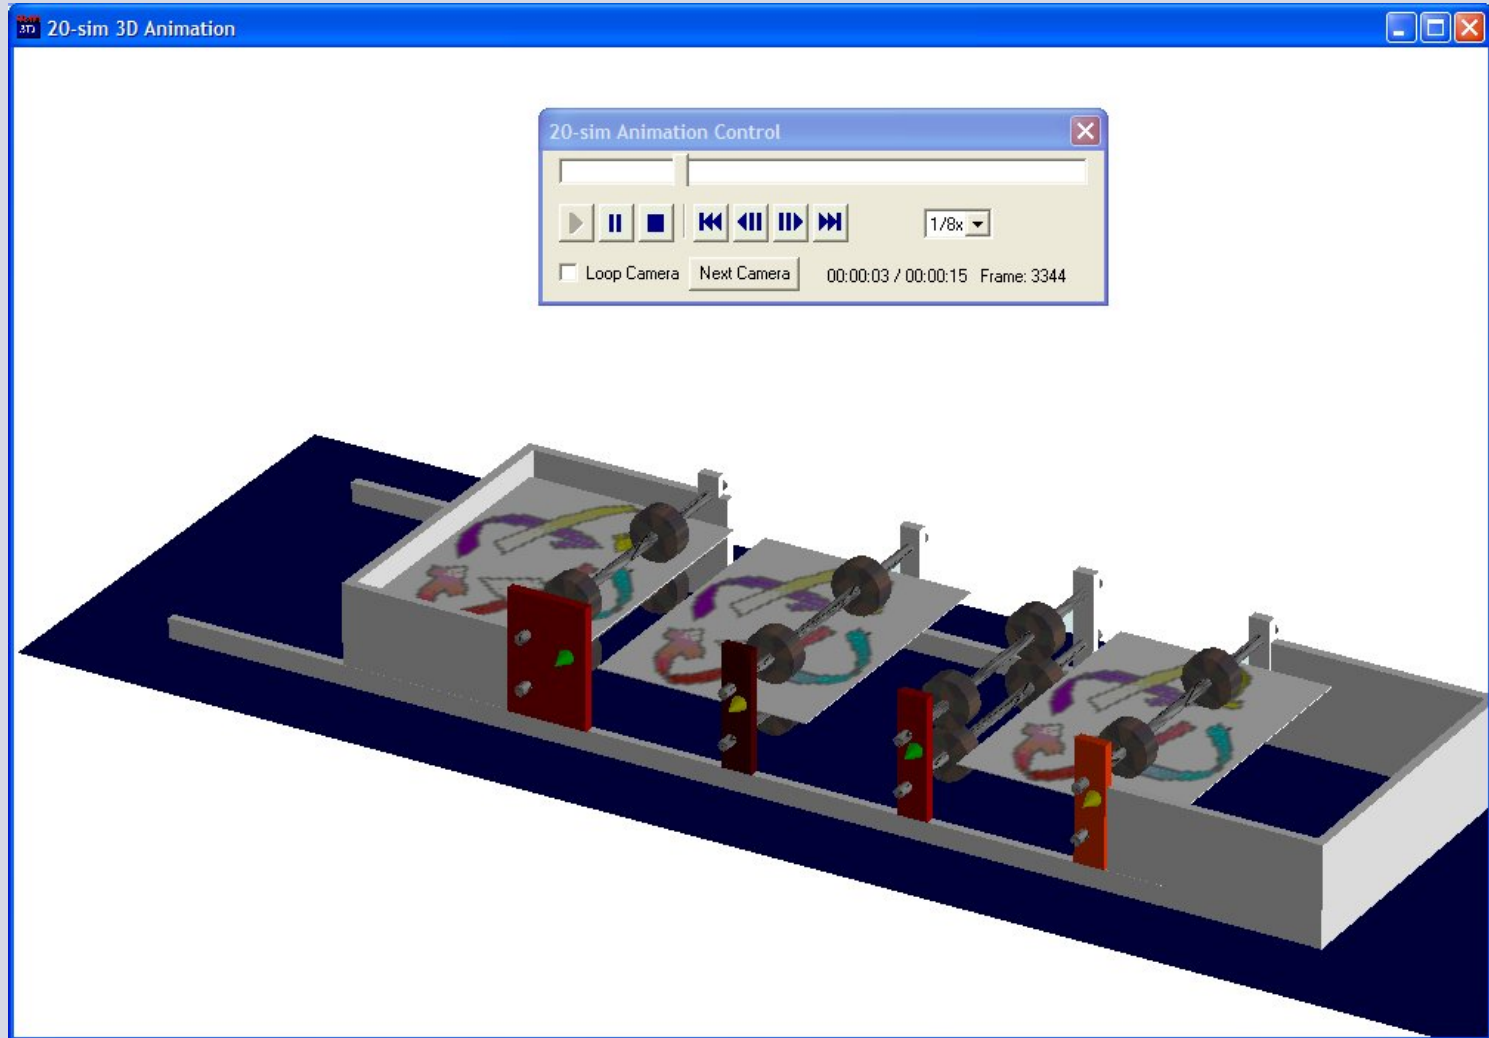 20-sim 3D Animation
20-sim Animation Control
1/8x
Loop Camera Next Camera 00:00:03 / 00:00:15 Frame: 3344